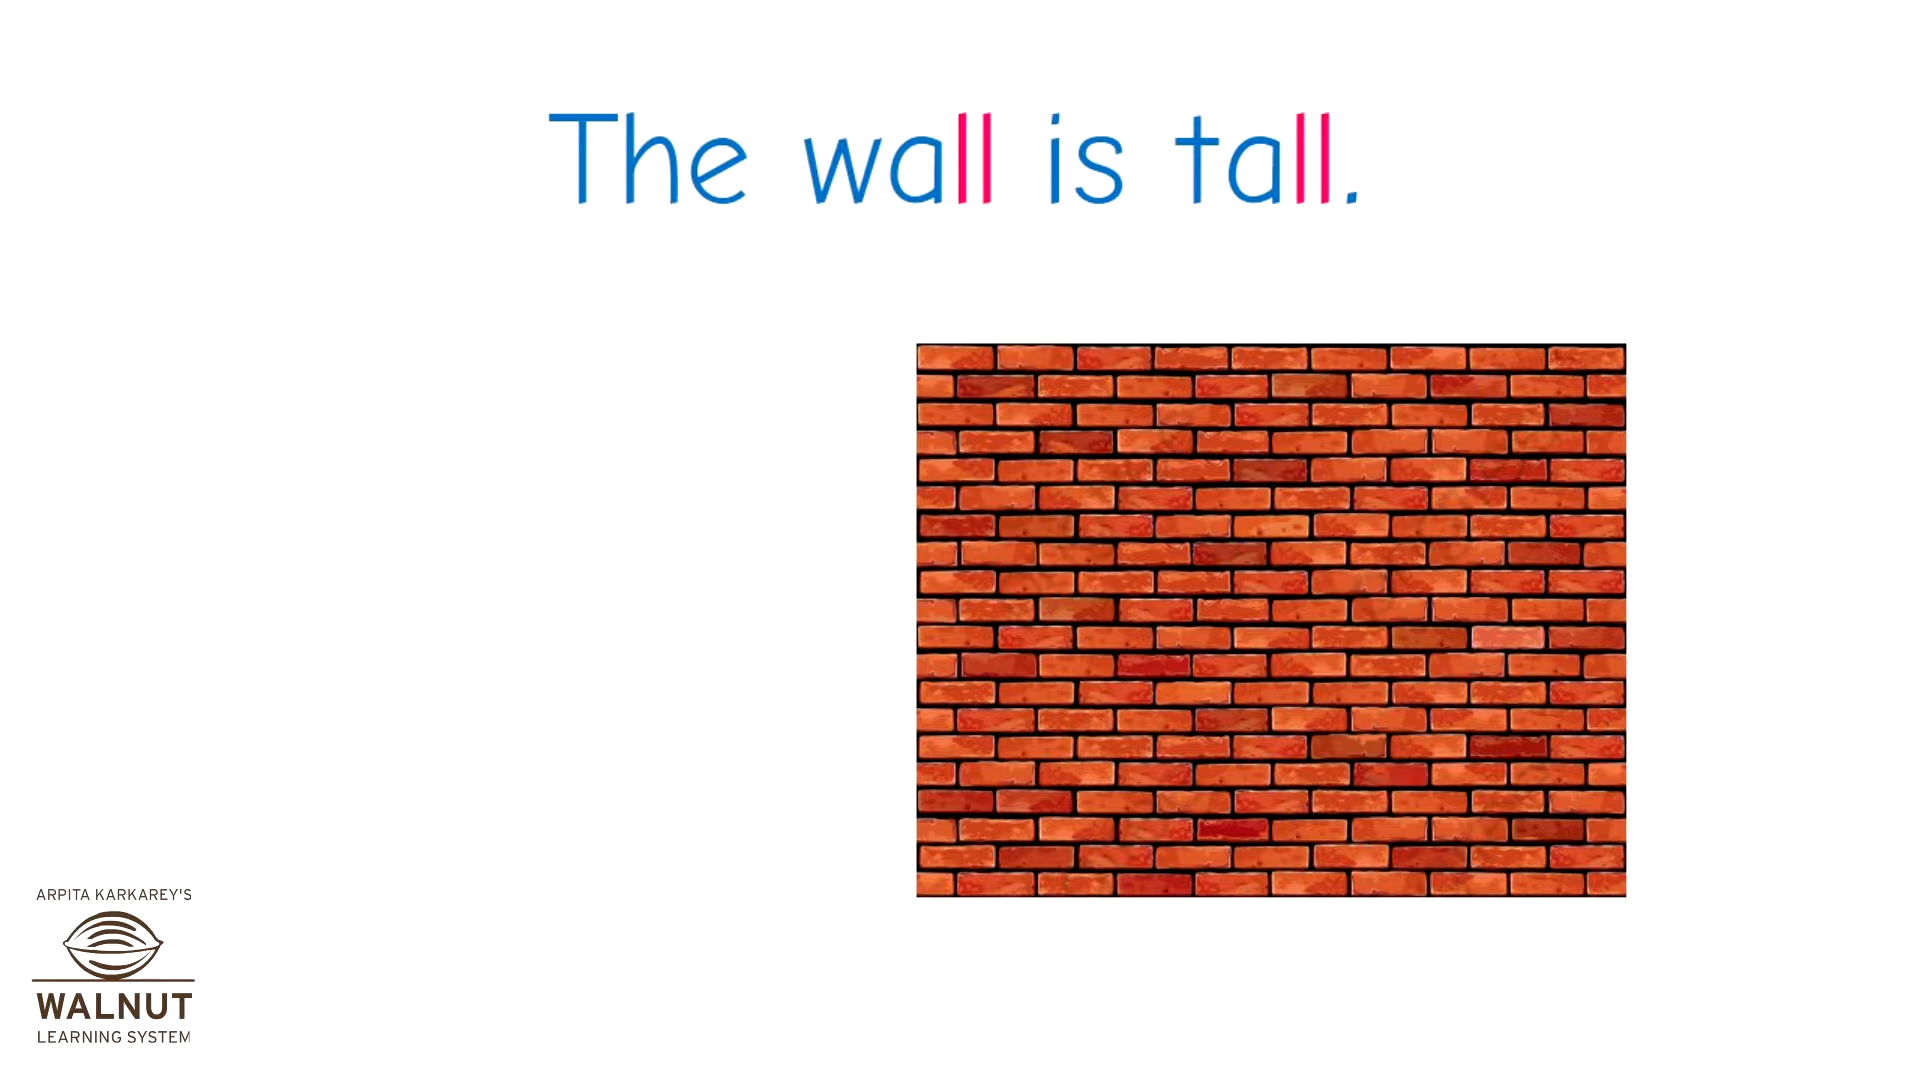 The wall is tall.
ARPITA KARKAREY'S
WALNUT
LEARNING SYSTEM